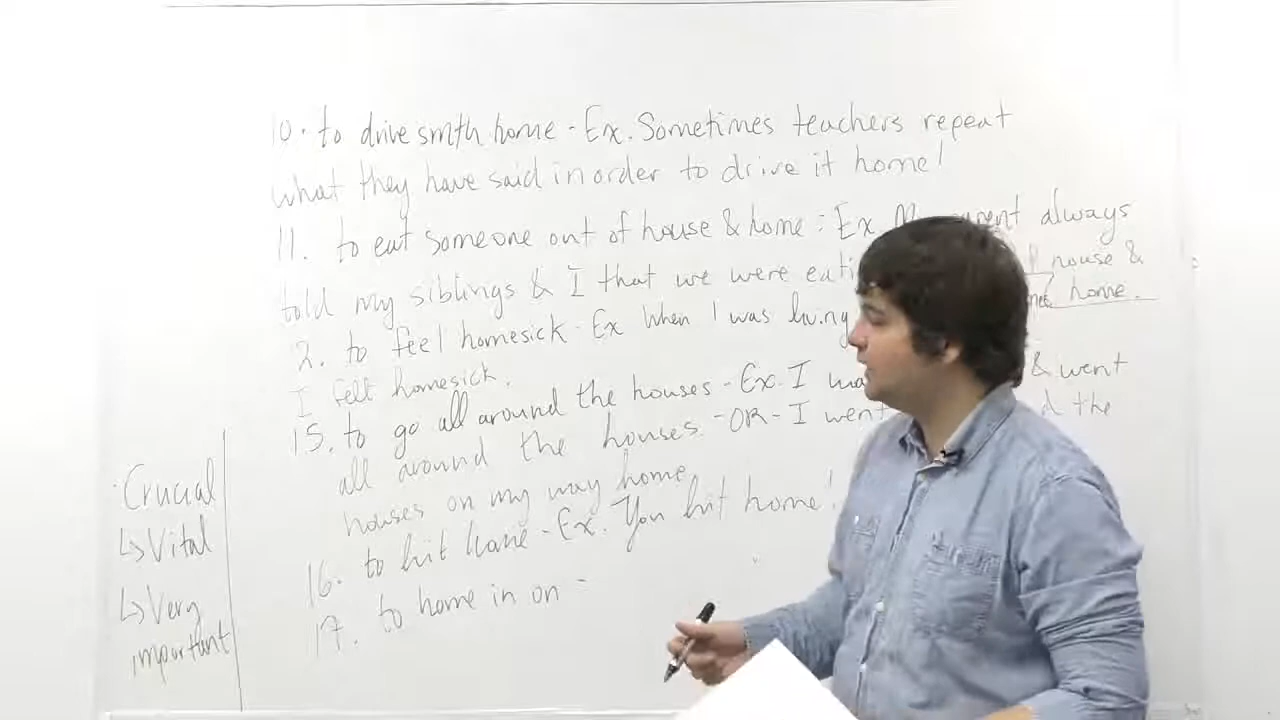 10. to drive smth home - Ex. Sometimes teachers repeat
what they have said in order to drive it home!
11. to eat someone out of house & home : Ex. always
told my siblings & I that we were house &
home.
2. to feel homesick - Ex When I was living
I felt homesick.
15. to go all around the houses - Ex. I & went
all around the houses. - OR - I went the
houses on my way home.
16. to hit home - Ex. You hit home!
17. to home in on -
Crucial
↳ Vital
↳ Very
important